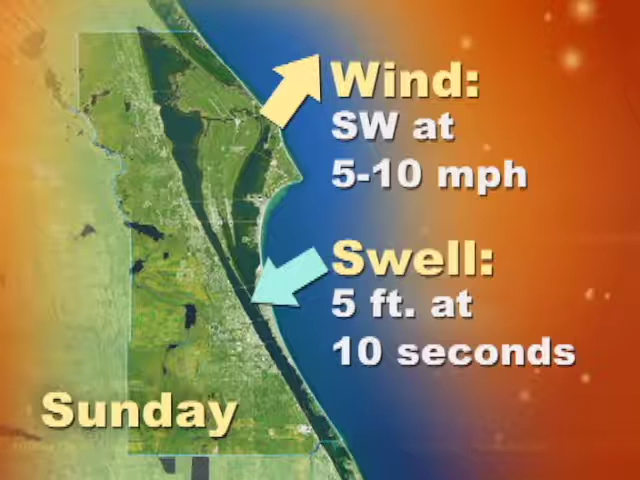 Wind:
SW at
5-10 mph
Swell:
5 ft. at
10 seconds
Sunday